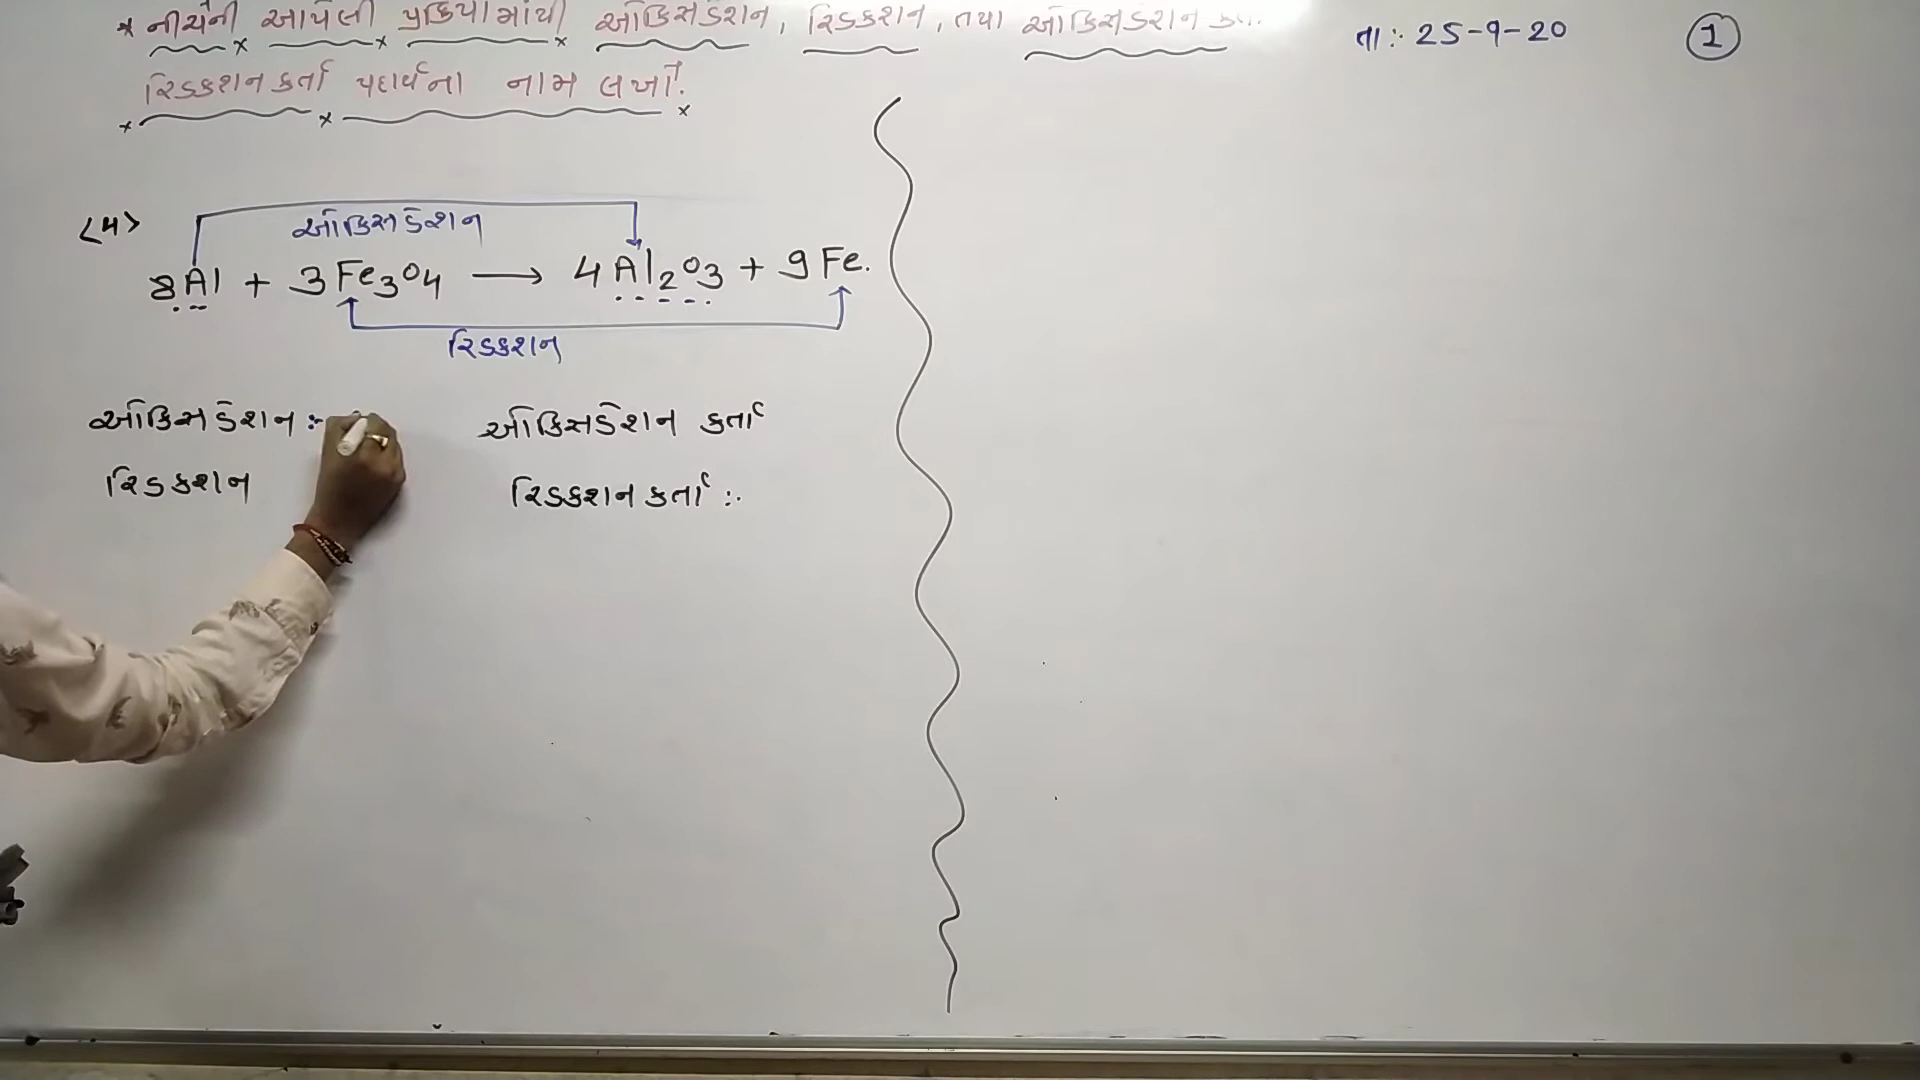 * નીચેની આપેલી પ્રક્રિયામાંથી ઓક્સિડેશન, રિડક્શન, તથા ઓક્સિડેશન
રિડક્શન કર્તા પદાર્થના નામ લખો.
તા:- 25-9-20
1
<૫>
ઓક્સિડેશન
8Al + 3Fe3O4 ⟶ 4Al2O3 + 9Fe.
રિડક્શન
ઓક્સિડેશન :- ઓક્સિડેશન કર્તા
રિડક્શન રિડક્શન કર્તા :-